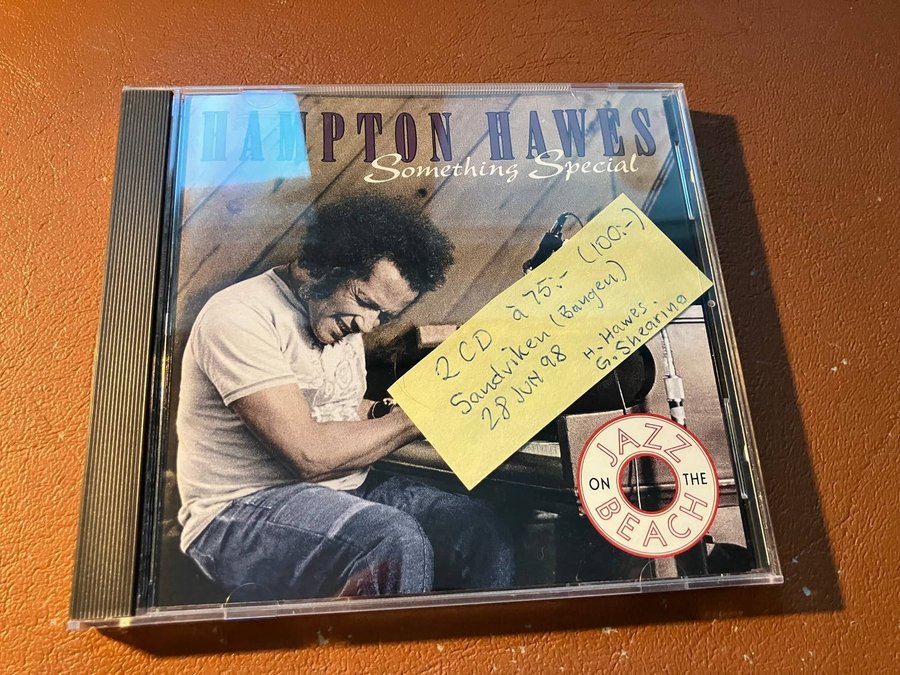 HAMPTON HAWES
Something Special
2 CD à 75:- (100:-)
Sandviken (Bangen)
28 JUN 98
H. Hawes.
G. Shearing
JAZZ
ON THE
BEACH